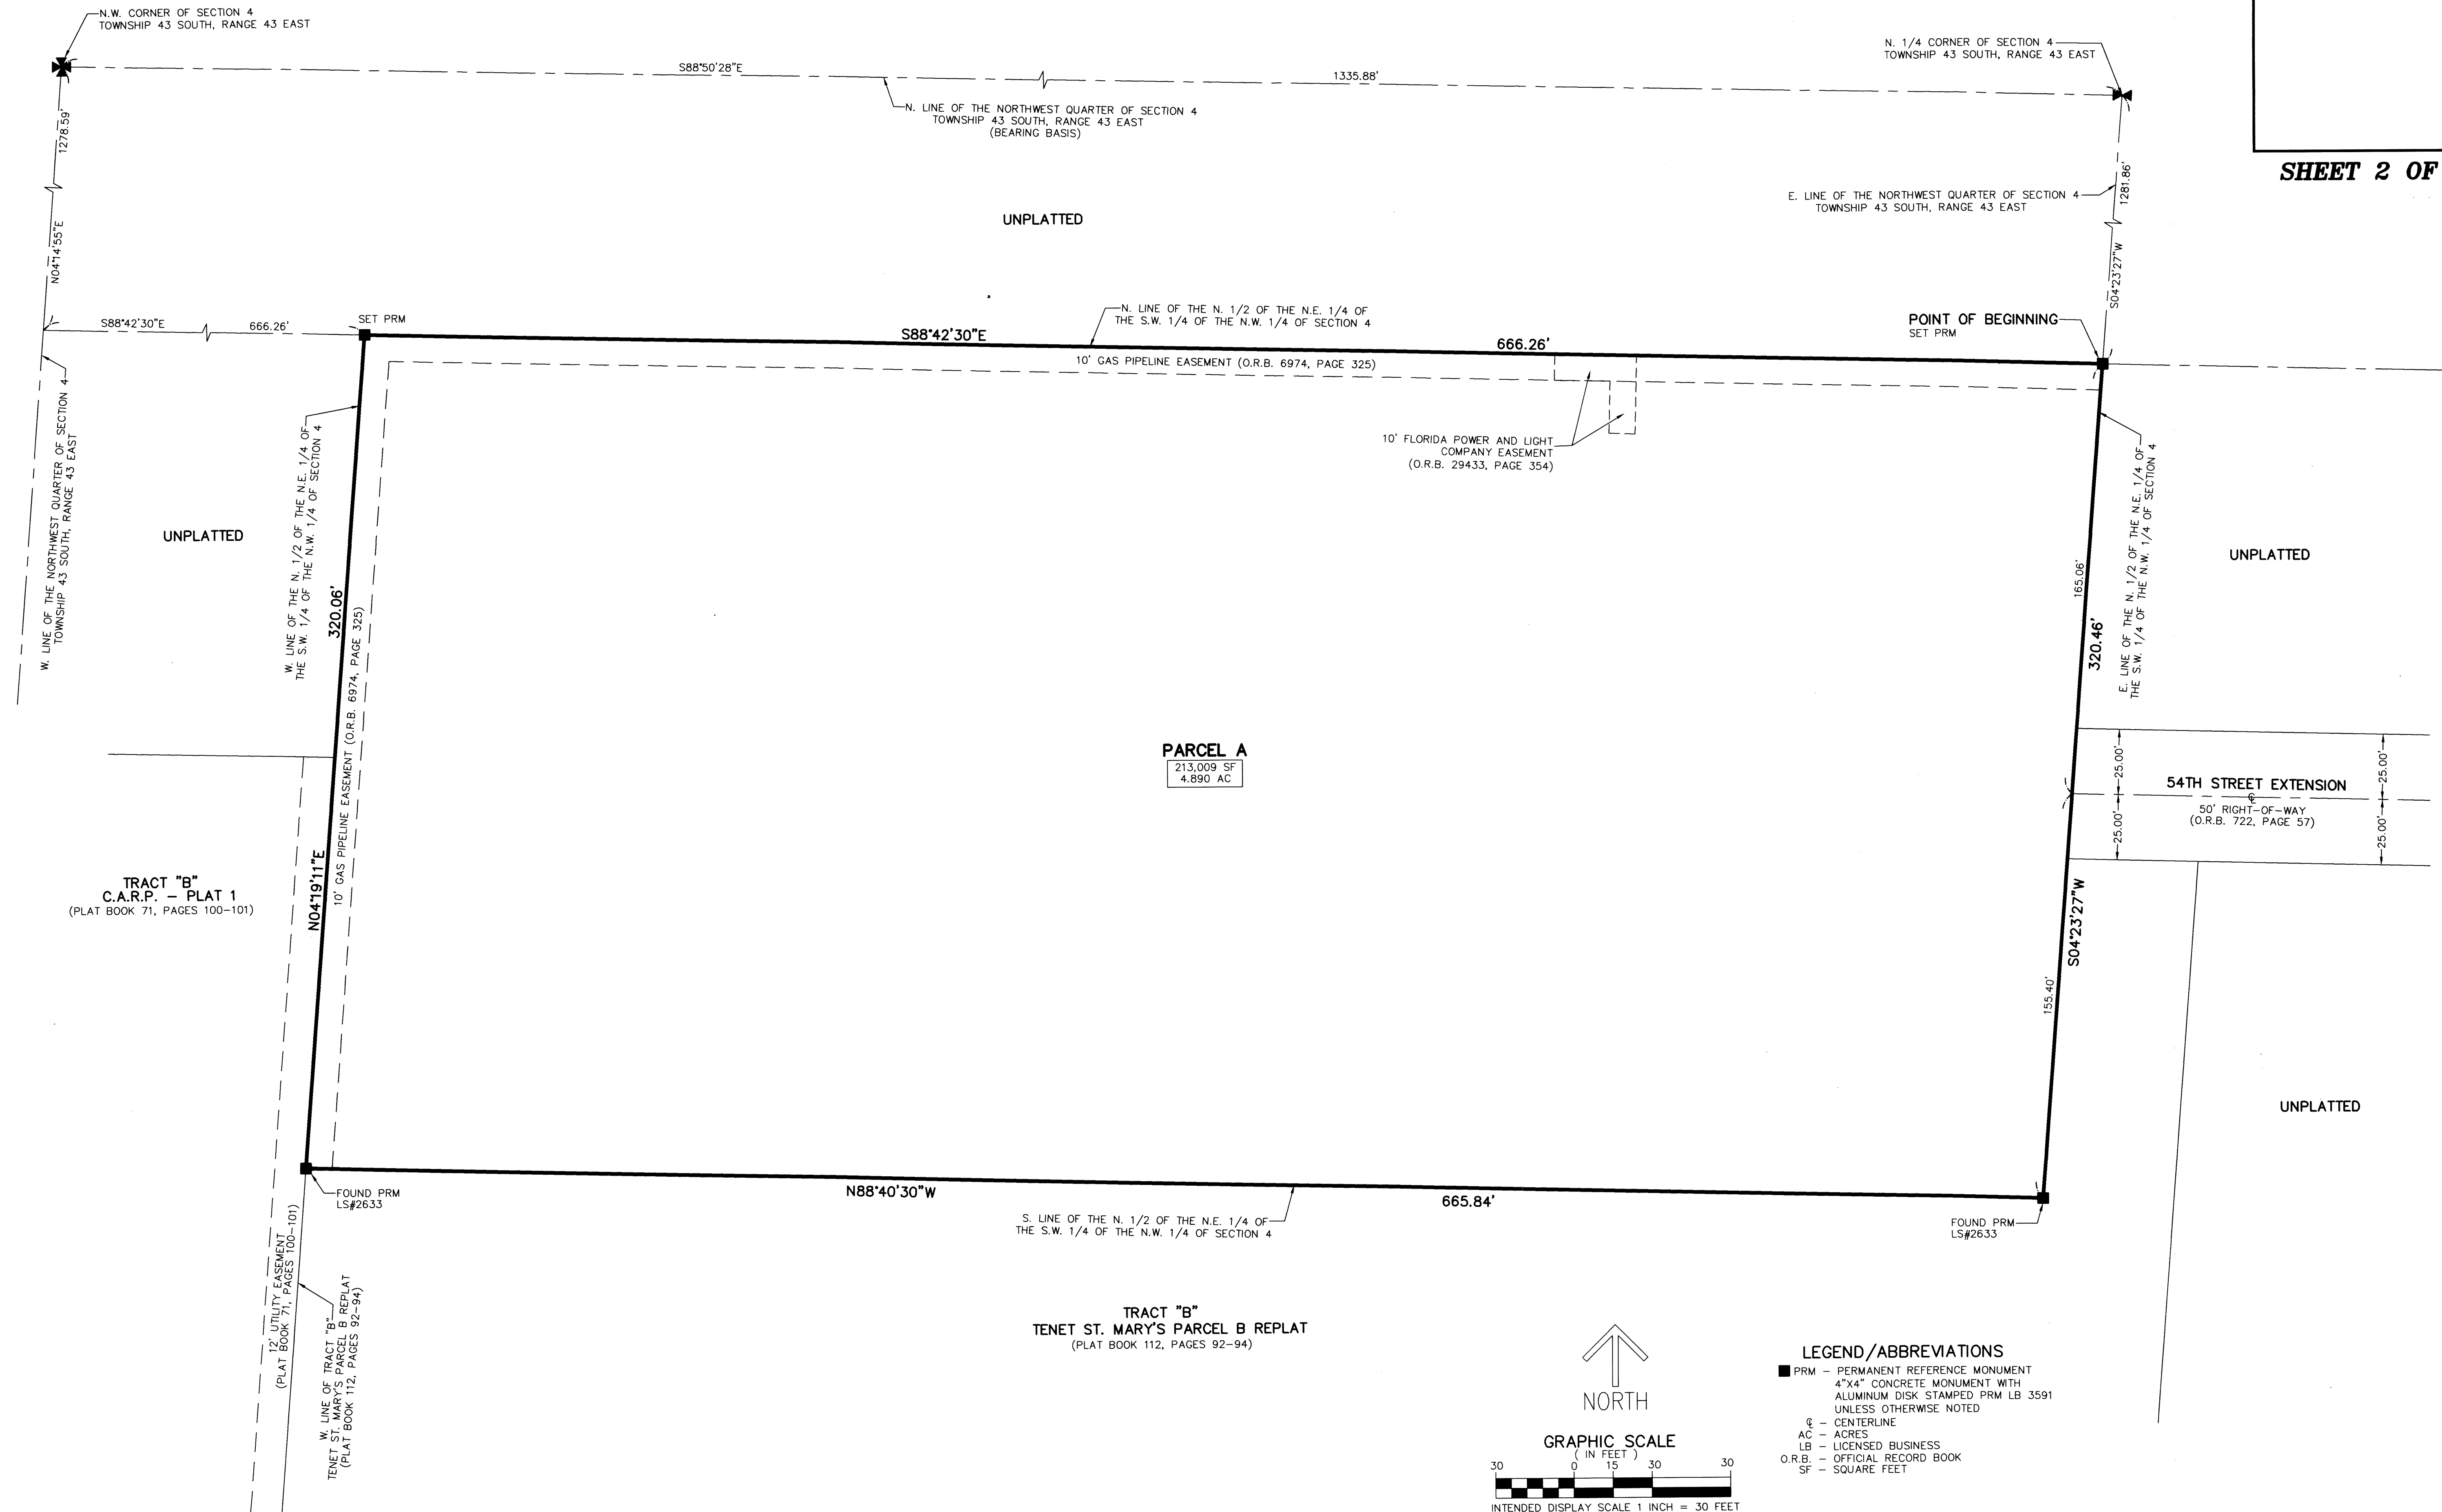 N.W. CORNER OF SECTION 4
TOWNSHIP 43 SOUTH, RANGE 43 EAST
S88°50'28"E
1335.88'
N. 1/4 CORNER OF SECTION 4
TOWNSHIP 43 SOUTH, RANGE 43 EAST
N. LINE OF THE NORTHWEST QUARTER OF SECTION 4
TOWNSHIP 43 SOUTH, RANGE 43 EAST
(BEARING BASIS)
SHEET 2 OF
1278.59'
N04°14'55"E
E. LINE OF THE NORTHWEST QUARTER OF SECTION 4
TOWNSHIP 43 SOUTH, RANGE 43 EAST
1281.86'
S04°23'27"W
UNPLATTED
S88°42'30"E
666.26'
SET PRM
N. LINE OF THE N. 1/2 OF THE N.E. 1/4 OF
THE S.W. 1/4 OF THE N.W. 1/4 OF SECTION 4
S88°42'30"E
666.26'
POINT OF BEGINNING
SET PRM
10' GAS PIPELINE EASEMENT (O.R.B. 6974, PAGE 325)
10' FLORIDA POWER AND LIGHT
COMPANY EASEMENT
(O.R.B. 29433, PAGE 354)
W. LINE OF THE NORTHWEST QUARTER OF SECTION 4
TOWNSHIP 43 SOUTH, RANGE 43 EAST
UNPLATTED
W. LINE OF THE N. 1/2 OF THE N.E. 1/4 OF
THE S.W. 1/4 OF THE N.W. 1/4 OF SECTION 4
320.06'
N04°19'11"E
10' GAS PIPELINE EASEMENT (O.R.B. 6974, PAGE 325)
PARCEL A
213,009 SF
4.890 AC
165.06'
320.46'
E. LINE OF THE N. 1/2 OF THE N.E. 1/4 OF
THE S.W. 1/4 OF THE N.W. 1/4 OF SECTION 4
UNPLATTED
25.00'
25.00'
54TH STREET EXTENSION
50' RIGHT-OF-WAY
(O.R.B. 722, PAGE 57)
25.00'
25.00'
S04°23'27"W
155.40'
UNPLATTED
TRACT "B"
C.A.R.P. - PLAT 1
(PLAT BOOK 71, PAGES 100-101)
FOUND PRM
LS#2633
N88°40'30"W
665.84'
S. LINE OF THE N. 1/2 OF THE N.E. 1/4 OF
THE S.W. 1/4 OF THE N.W. 1/4 OF SECTION 4
FOUND PRM
LS#2633
12' UTILITY EASEMENT
(PLAT BOOK 71, PAGES 100-101)
W. LINE OF TRACT "B"
TENET ST. MARY'S PARCEL B REPLAT
(PLAT BOOK 112, PAGES 92-94)
TRACT "B"
TENET ST. MARY'S PARCEL B REPLAT
(PLAT BOOK 112, PAGES 92-94)
NORTH
GRAPHIC SCALE
( IN FEET )
30 0 15 30 30
INTENDED DISPLAY SCALE 1 INCH = 30 FEET
LEGEND/ABBREVIATIONS
PRM - PERMANENT REFERENCE MONUMENT
4"X4" CONCRETE MONUMENT WITH
ALUMINUM DISK STAMPED PRM LB 3591
UNLESS OTHERWISE NOTED
℄ - CENTERLINE
AC - ACRES
LB - LICENSED BUSINESS
O.R.B. - OFFICIAL RECORD BOOK
SF - SQUARE FEET